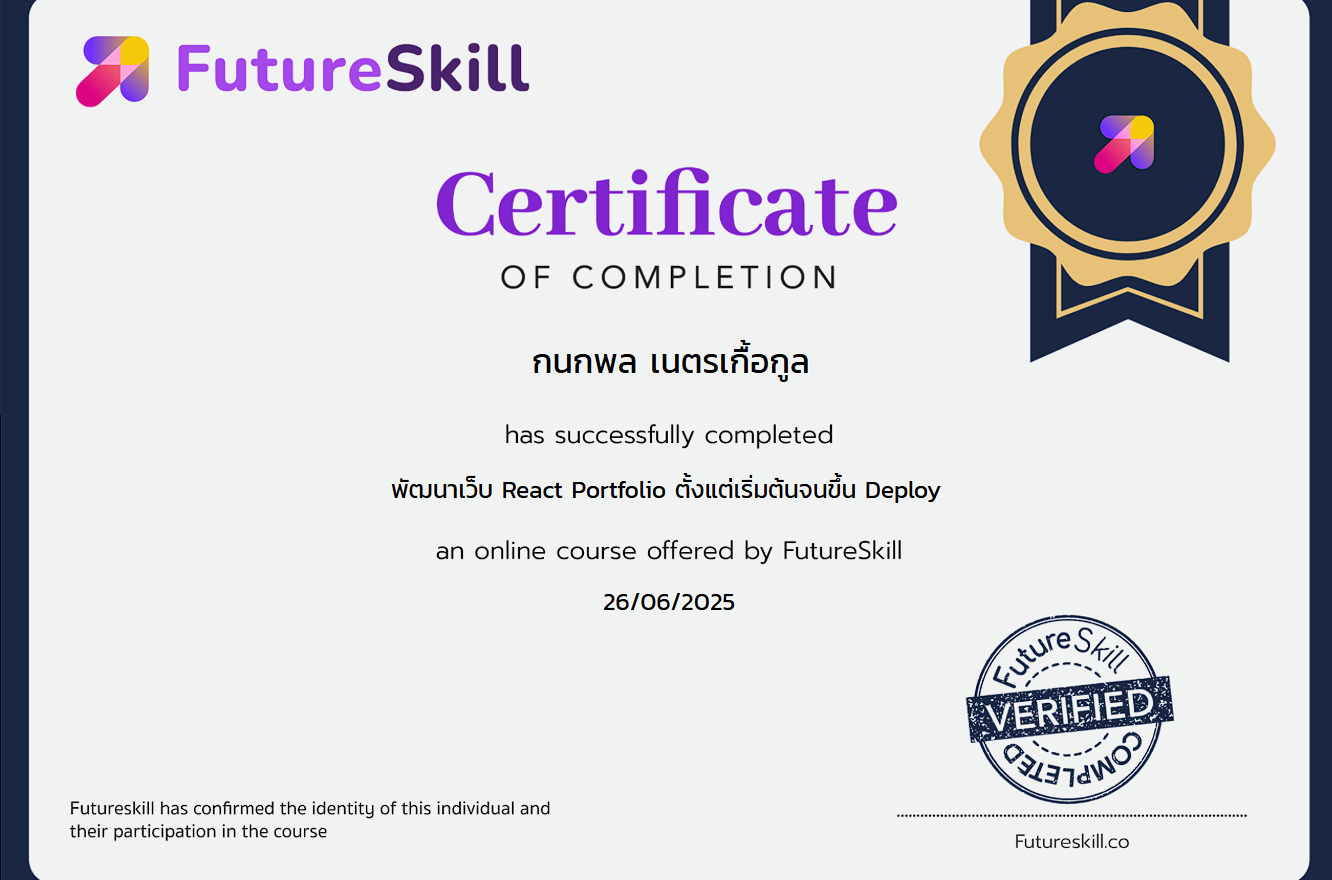 FutureSkill
Certificate
OF COMPLETION
กนกพล เนตรเกื้อกูล
has successfully completed
พัฒนาเว็บ React Portfolio ตั้งแต่เริ่มต้นจนขึ้น Deploy
an online course offered by FutureSkill
26/06/2025
FutureSkill
VERIFIED
COMPLETED
Futureskill has confirmed the identity of this individual and
their participation in the course
Futureskill.co